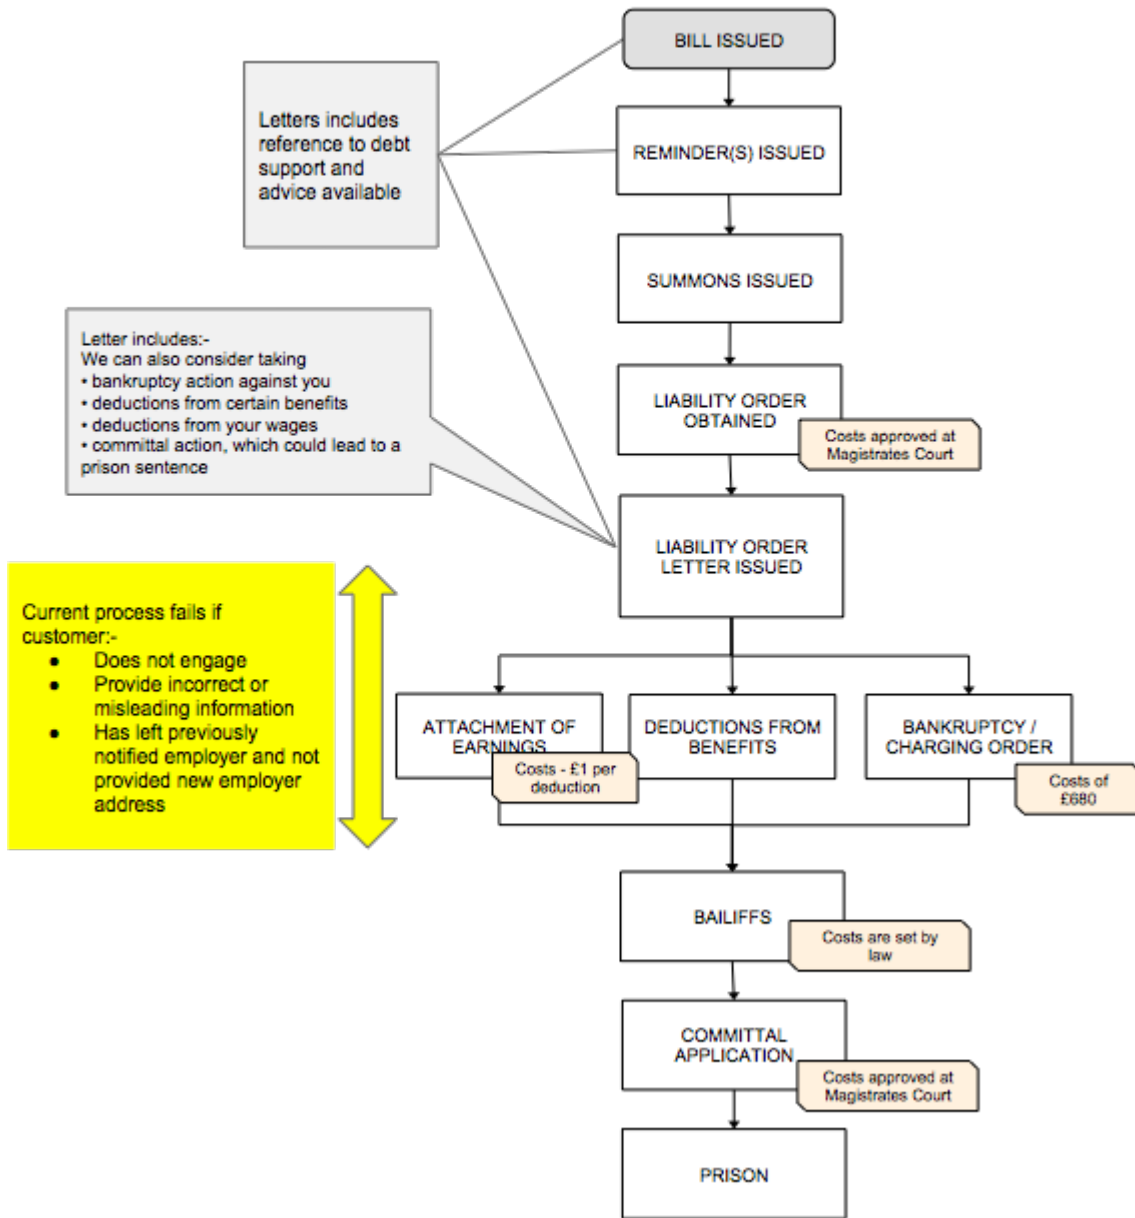 BILL ISSUED
Letters includes
reference to debt
support and
advice available
REMINDER(S) ISSUED
SUMMONS ISSUED
Letter includes:-
We can also consider taking
• bankruptcy action against you
• deductions from certain benefits
• deductions from your wages
• committal action, which could lead to a
prison sentence
LIABILITY ORDER
OBTAINED
Costs approved at
Magistrates Court
LIABILITY ORDER
LETTER ISSUED
Current process fails if
customer:-
● Does not engage
● Provide incorrect or
misleading information
● Has left previously
notified employer and not
provided new employer
address
ATTACHMENT OF
EARNINGS
Costs - £1 per
deduction
DEDUCTIONS FROM
BENEFITS
BANKRUPTCY /
CHARGING ORDER
Costs of
£680
BAILIFFS
Costs are set by
law
COMMITTAL
APPLICATION
Costs approved at
Magistrates Court
PRISON